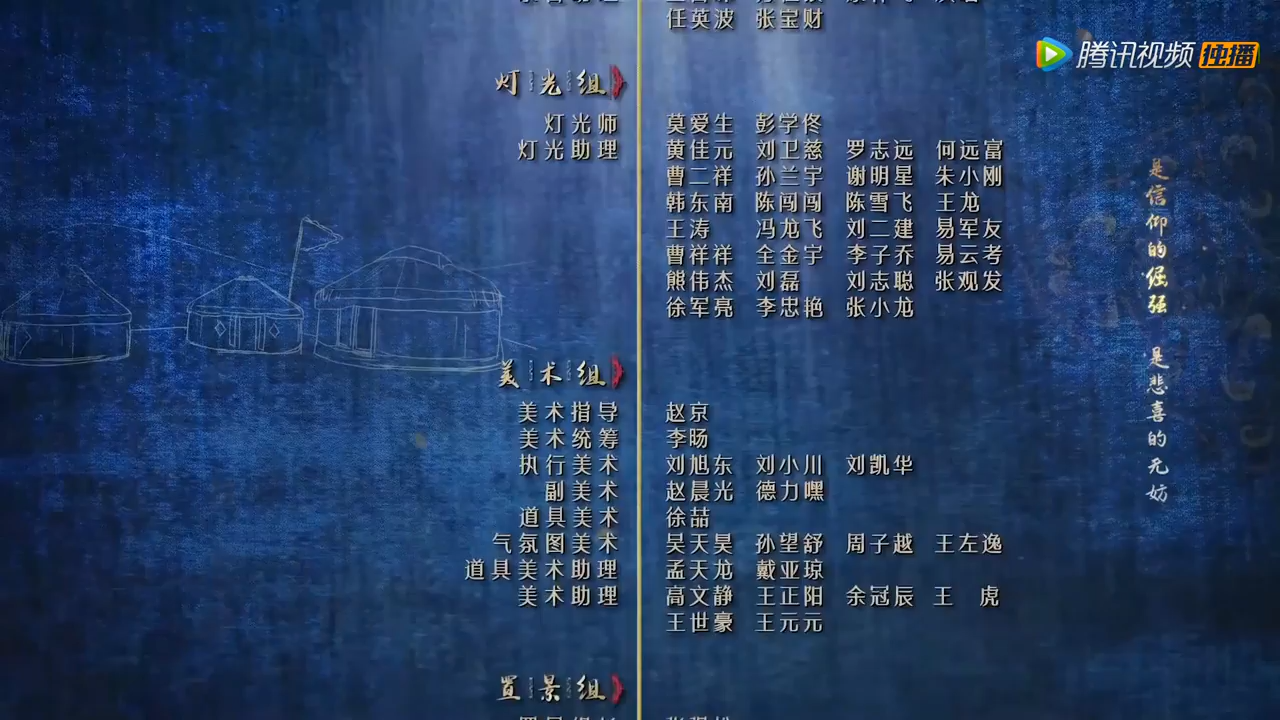 任英波 张宝财
腾讯视频 独播
灯光组
灯光师 莫爱生 彭学佟
灯光助理 黄佳元 刘卫慈 罗志远 何远富
曹二祥 孙兰宇 谢明星 朱小刚
韩东南 陈闯闯 陈雪飞 王龙
王涛 冯龙飞 刘二建 易军友
曹祥祥 全金宇 李子乔 易云考
熊伟杰 刘磊 刘志聪 张观发
徐军亮 李忠艳 张小龙
美术组
美术指导 赵京
美术统筹 李旸
执行美术 刘旭东 刘小川 刘凯华
副美术 赵晨光 德力嘿
道具美术 徐喆
气氛图美术 吴天昊 孙望舒 周子越 王左逸
道具美术助理 孟天龙 戴亚琼
美术助理 高文静 王正阳 余冠辰 王 虎
王世豪 王元元
置景组
是信仰的倔强 是悲喜的无妨